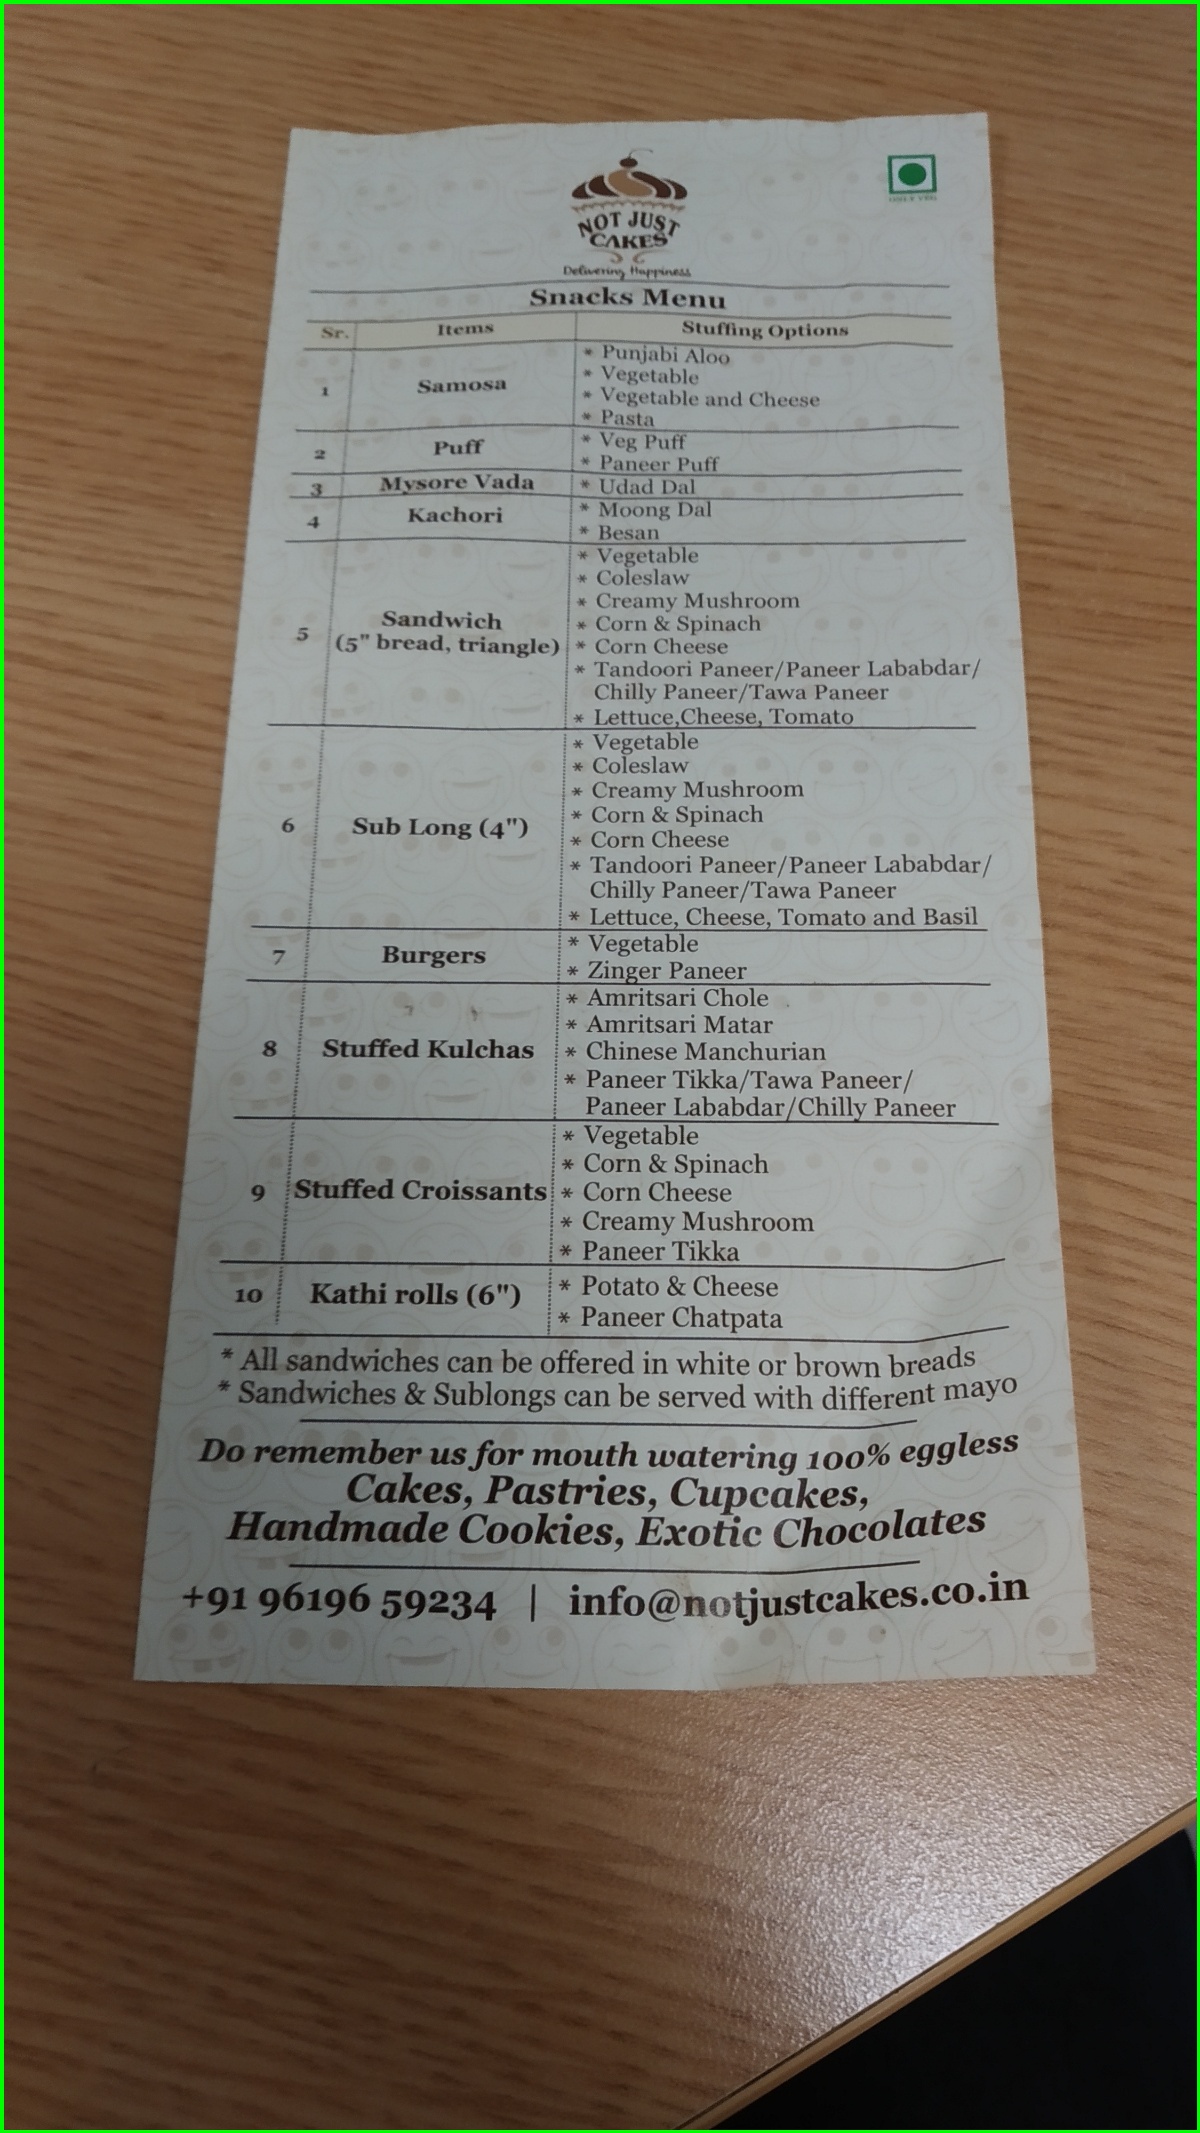 NOT JUST
CAKES
Delivering Happiness
ONLY VEG
Snacks Menu
Sr. Items Stuffing Options
1 Samosa * Punjabi Aloo
* Vegetable
* Vegetable and Cheese
* Pasta
2 Puff * Veg Puff
* Paneer Puff
3 Mysore Vada * Udad Dal
4 Kachori * Moong Dal
* Besan
5 Sandwich
(5" bread, triangle)
* Vegetable
* Coleslaw
* Creamy Mushroom
* Corn & Spinach
* Corn Cheese
* Tandoori Paneer/Paneer Lababdar/
Chilly Paneer/Tawa Paneer
* Lettuce,Cheese, Tomato
6 Sub Long (4")
* Vegetable
* Coleslaw
* Creamy Mushroom
* Corn & Spinach
* Corn Cheese
* Tandoori Paneer/Paneer Lababdar/
Chilly Paneer/Tawa Paneer
* Lettuce, Cheese, Tomato and Basil
7 Burgers * Vegetable
* Zinger Paneer
8 Stuffed Kulchas
* Amritsari Chole
* Amritsari Matar
* Chinese Manchurian
* Paneer Tikka/Tawa Paneer/
Paneer Lababdar/Chilly Paneer
9 Stuffed Croissants
* Vegetable
* Corn & Spinach
* Corn Cheese
* Creamy Mushroom
* Paneer Tikka
10 Kathi rolls (6") * Potato & Cheese
* Paneer Chatpata
* All sandwiches can be offered in white or brown breads
* Sandwiches & Sublongs can be served with different mayo
Do remember us for mouth watering 100% eggless
Cakes, Pastries, Cupcakes,
Handmade Cookies, Exotic Chocolates
+91 96196 59234 | info@notjustcakes.co.in